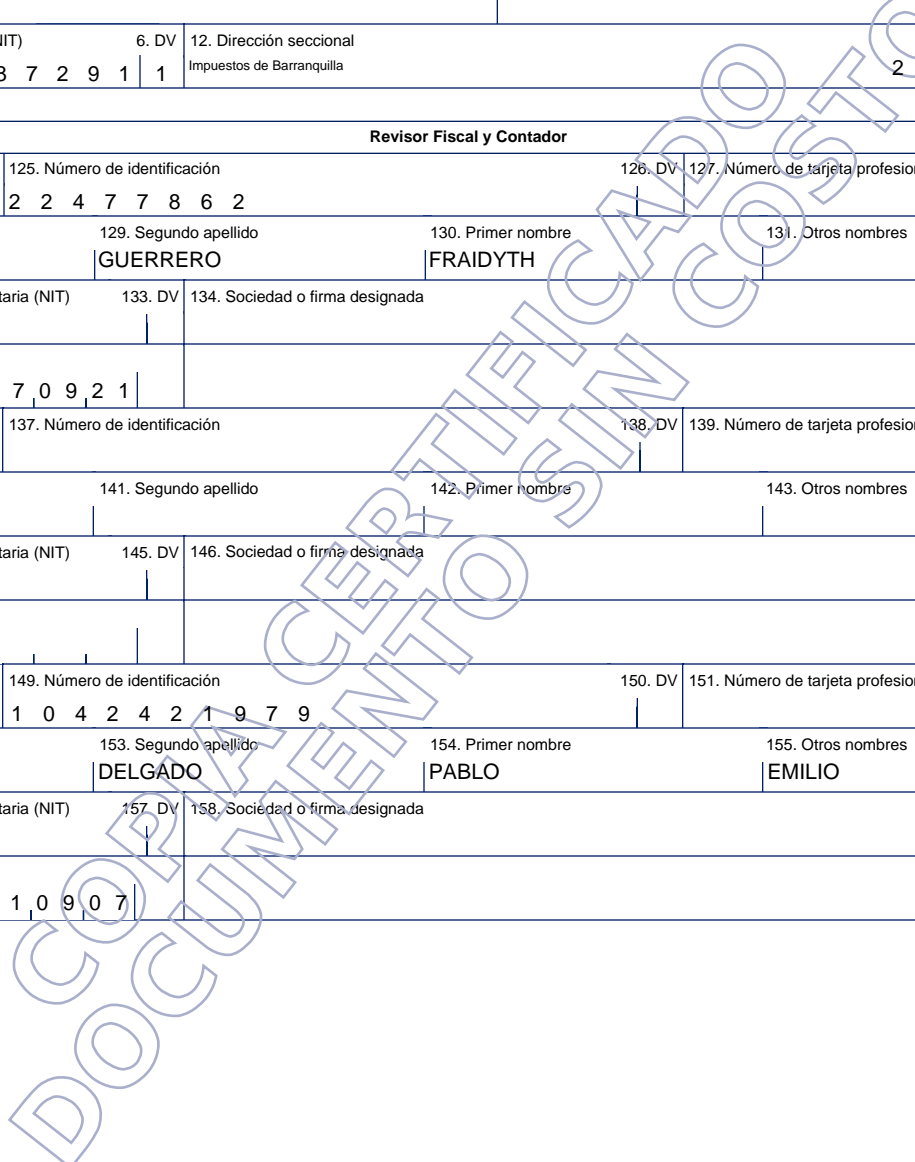 NIT) 6. DV 12. Dirección seccional
8 7 2 9 1 1 Impuestos de Barranquilla 2
Revisor Fiscal y Contador
125. Número de identificación 126. DV 127. Número de tarjeta profesion
2 2 4 7 7 8 6 2
129. Segundo apellido 130. Primer nombre 131. Otros nombres
GUERRERO FRAIDYTH
taria (NIT) 133. DV 134. Sociedad o firma designada
7 0 9 2 1
137. Número de identificación 138. DV 139. Número de tarjeta profesion
141. Segundo apellido 142. Primer nombre 143. Otros nombres
taria (NIT) 145. DV 146. Sociedad o firma designada
149. Número de identificación 150. DV 151. Número de tarjeta profesion
1 0 4 2 4 2 1 9 7 9
153. Segundo apellido 154. Primer nombre 155. Otros nombres
DELGADO PABLO EMILIO
taria (NIT) 157. DV 158. Sociedad o firma designada
1 0 9 0 7
COPIA CERTIFICADO
DOCUMENTO SIN COSTO